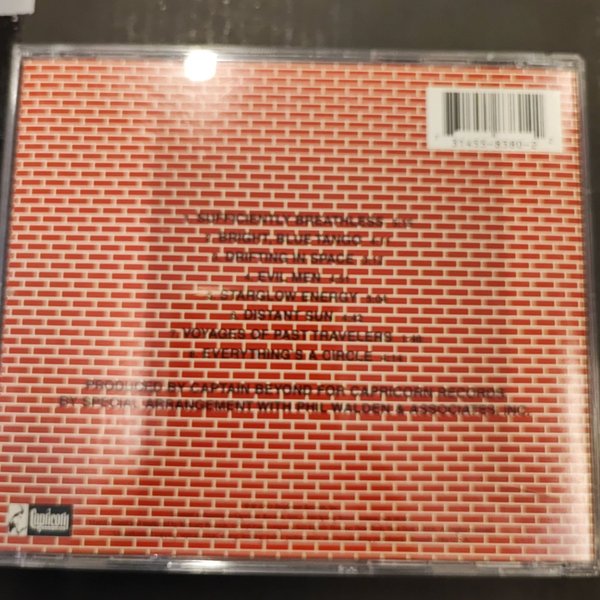 1. SUFFICIENTLY BREATHLESS
2. BRIGHT BLUE TANGO
3. DRIFTING IN SPACE
4. EVIL MEN
5. STARGLOW ENERGY
6. DISTANT SUN
7. VOYAGES OF PAST TRAVELERS
8. EVERYTHING'S A CIRCLE
PRODUCED BY CAPTAIN BEYOND FOR CAPRICORN RECORDS
BY SPECIAL ARRANGEMENT WITH PHIL WALDEN & ASSOCIATES, INC.
Capricorn